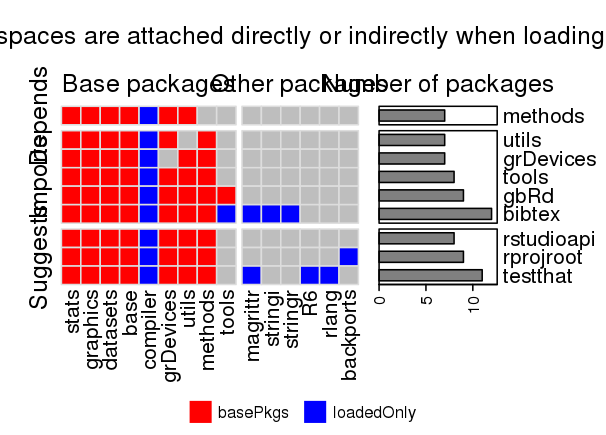 spaces are attached directly or indirectly when loading
Base packages Other packages Number of packages
Depends
Imports
Suggests
methods
utils
grDevices
tools
gbRd
bibtex
rstudioapi
rprojroot
testthat
stats
graphics
datasets
base
compiler
grDevices
utils
methods
tools
magrittr
stringi
stringr
R6
rlang
backports
0 5 10
basePkgs loadedOnly